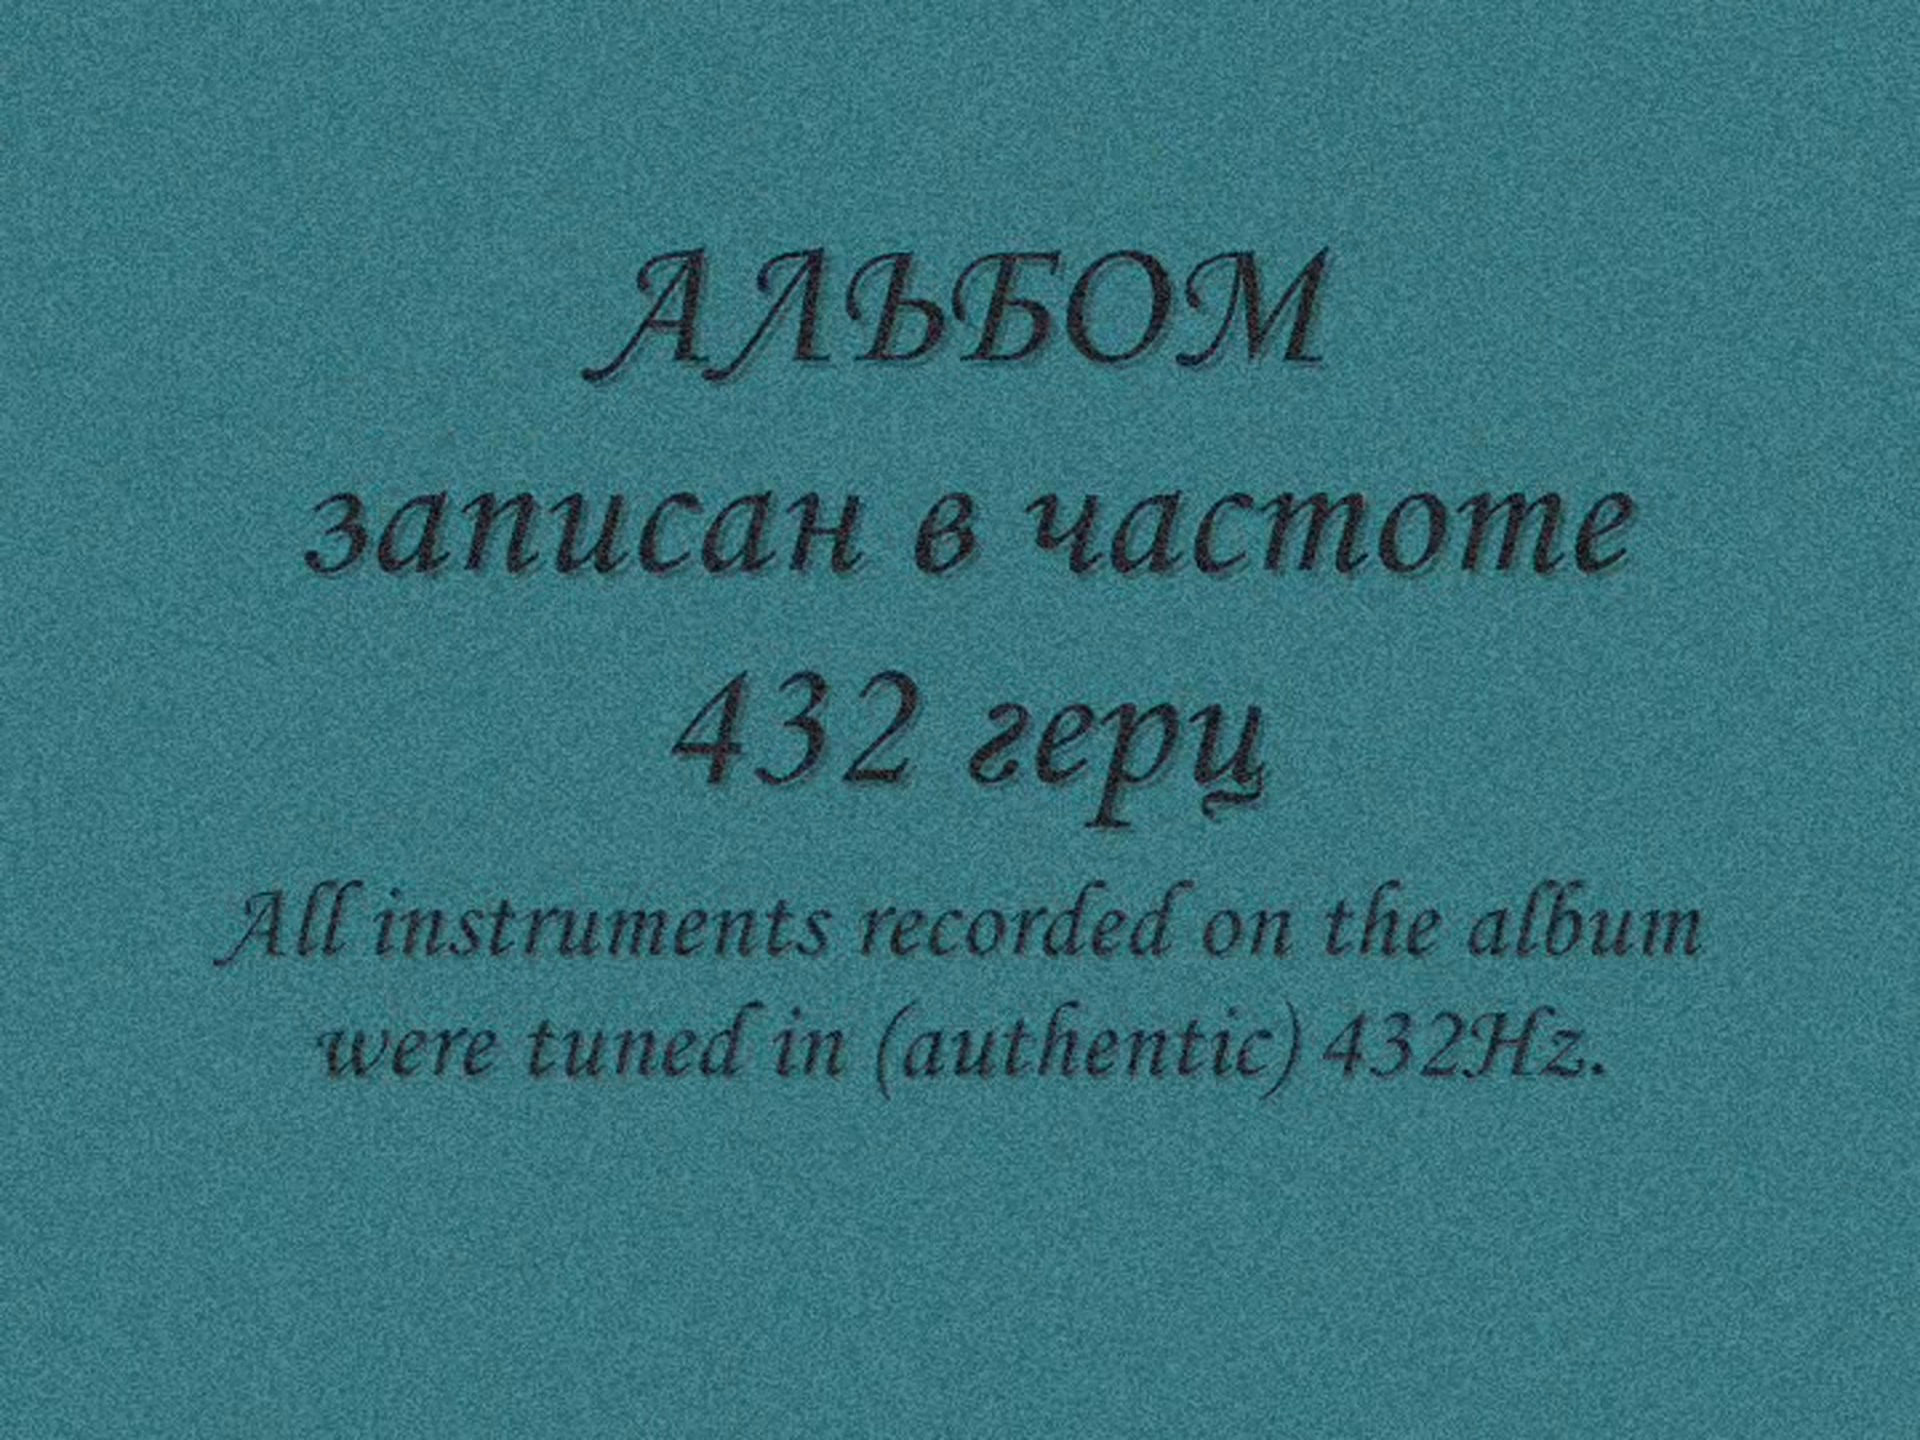 АЛЬБОМ
записан в частоте
432 герц
All instruments recorded on the album
were tuned in (authentic) 432Hz.